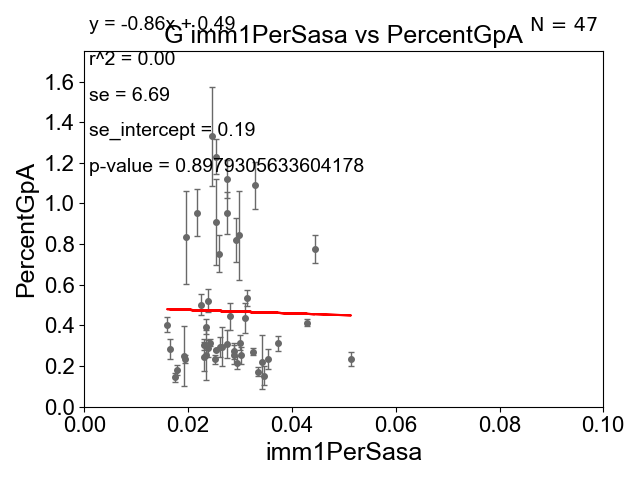 y = -0.86x + 0.49
N = 47
G imm1PerSasa vs PercentGpA
r^2 = 0.00
se = 6.69
se_intercept = 0.19
p-value = 0.8979305633604178
PercentGpA
1.6
1.4
1.2
1.0
0.8
0.6
0.4
0.2
0.0
0.00 0.02 0.04 0.06 0.08 0.10
imm1PerSasa